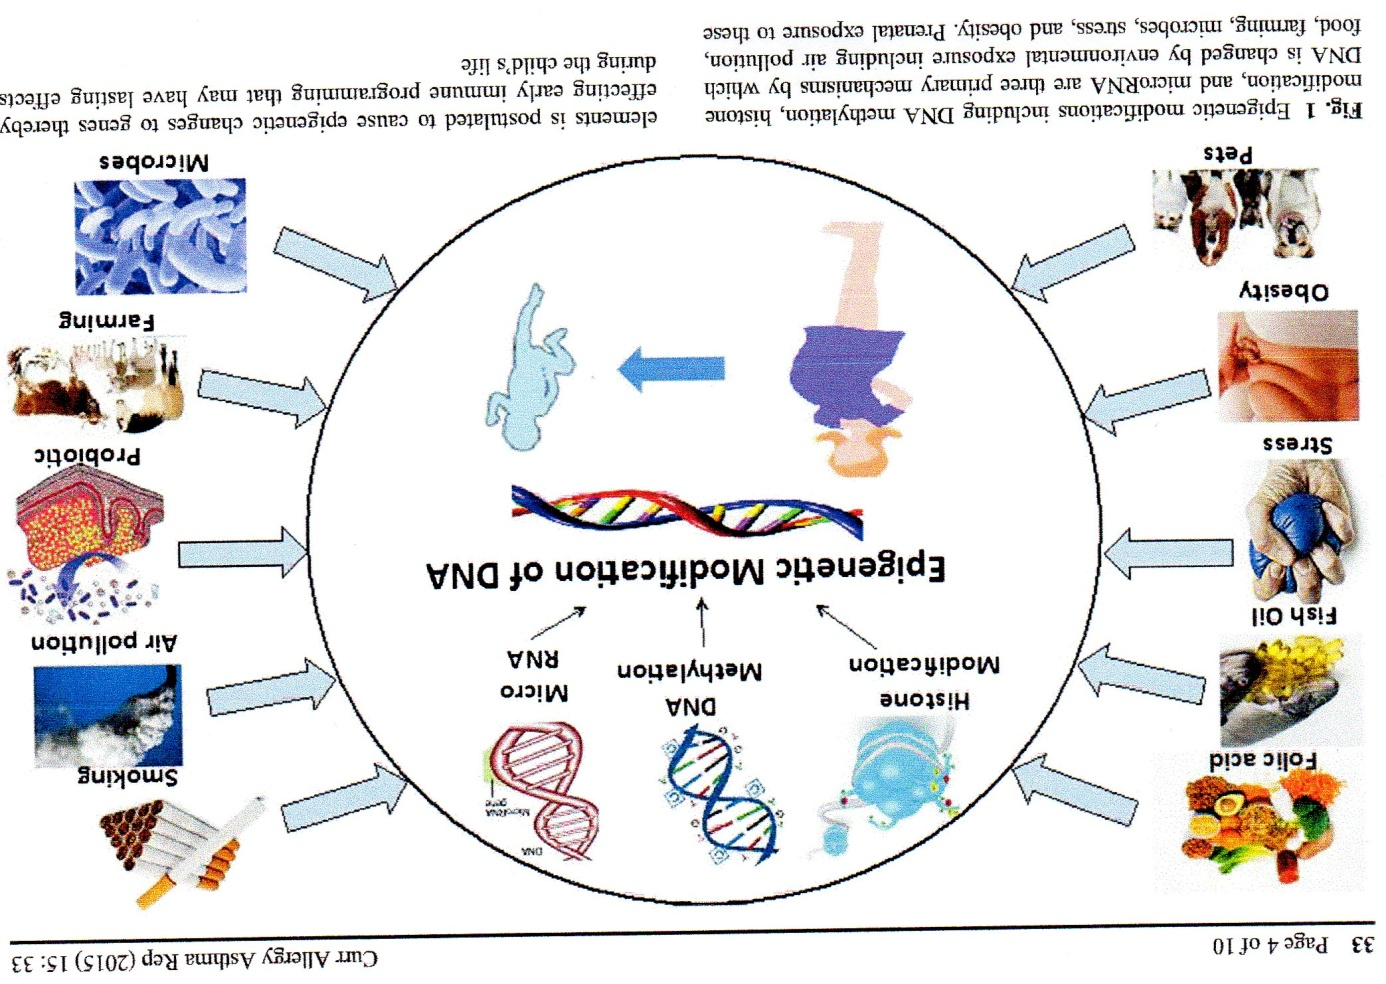 33 Page 4 of 10
Curr Allergy Asthma Rep (2015) 15: 33
Folic acid
Fish Oil
Stress
Obesity
Pets
Histone
Modification
DNA
Methylation
DNA
MicroRNA
gene
Micro
RNA
Epigenetic Modification of DNA
Smoking
Air pollution
Probiotic
Farming
Microbes
Fig. 1 Epigenetic modifications including DNA methylation, histone
modification, and microRNA are three primary mechanisms by which
DNA is changed by environmental exposure including air pollution,
food, farming, microbes, stress, and obesity. Prenatal exposure to these
elements is postulated to cause epigenetic changes to genes thereby
effecting early immune programming that may have lasting effects
during the child's life